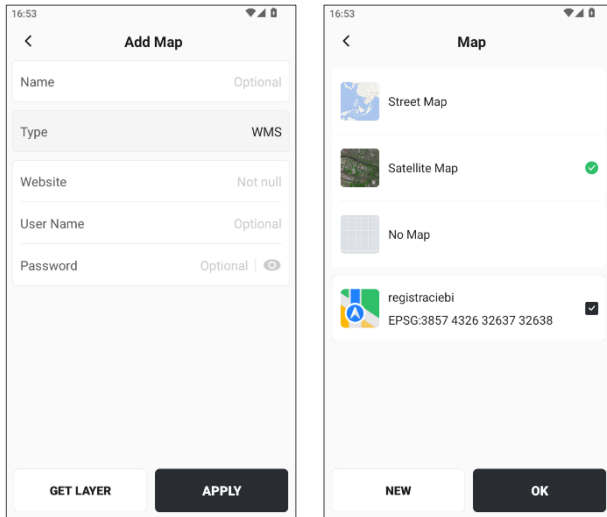 16:53
Add Map
Name Optional
Type WMS
Website Not null
User Name Optional
Password Optional
GET LAYER APPLY
16:53
Map
Street Map
Satellite Map
No Map
registraciebi
EPSG:3857 4326 32637 32638
NEW OK